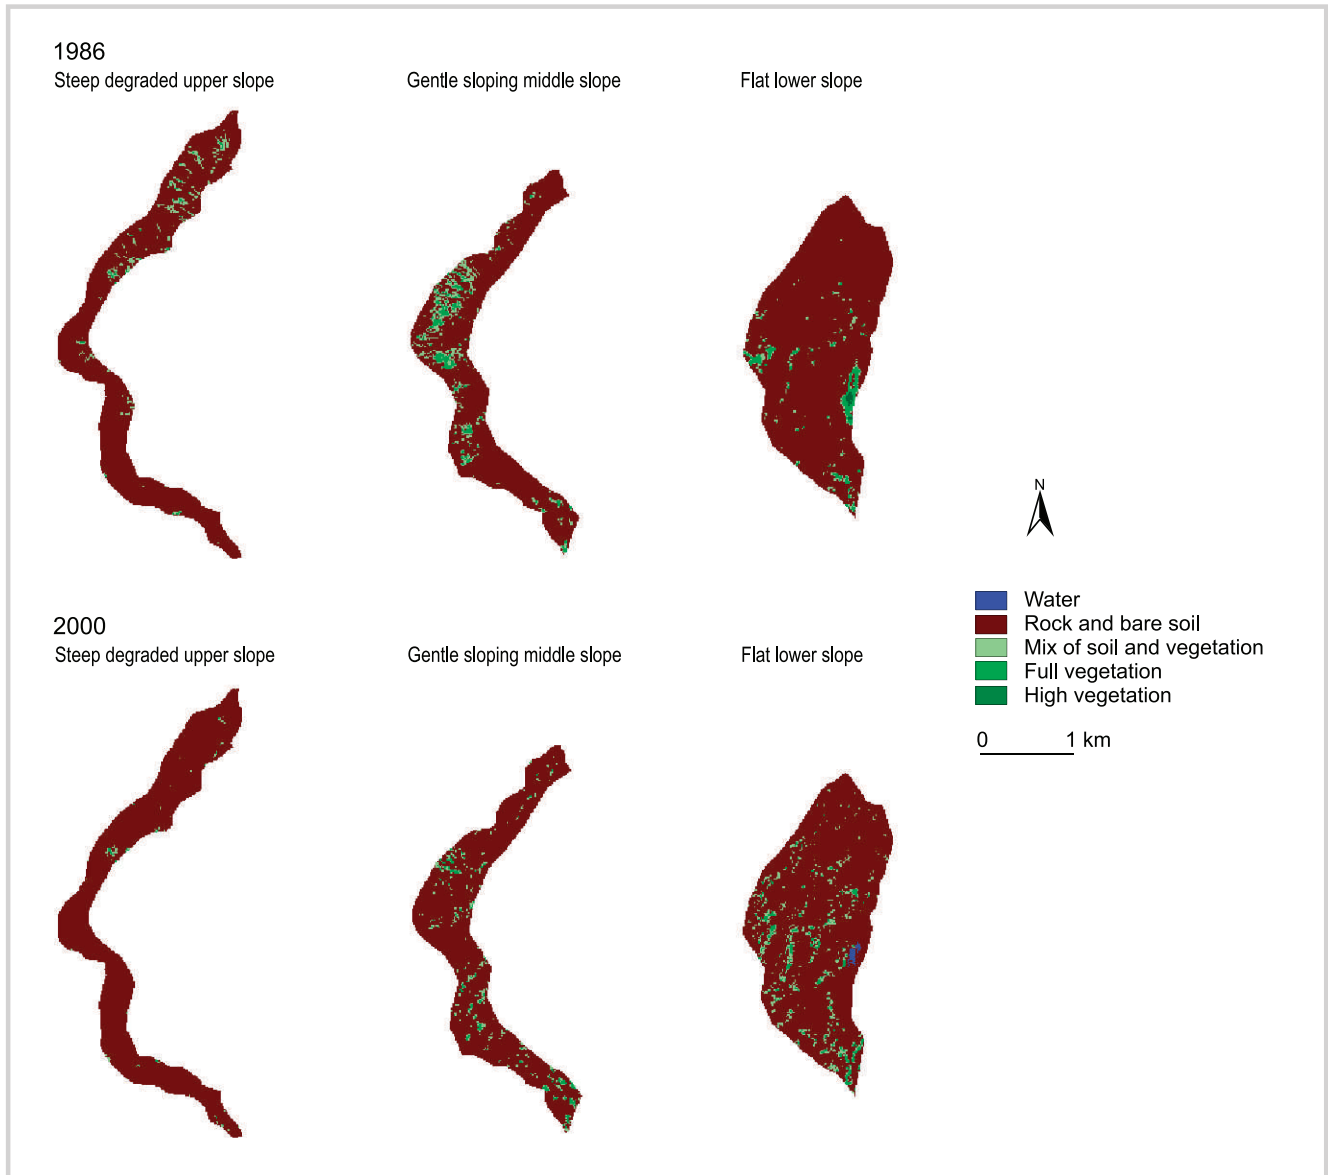 1986
Steep degraded upper slope
Gentle sloping middle slope
Flat lower slope
N
Water
Rock and bare soil
Mix of soil and vegetation
Full vegetation
High vegetation
0 1 km
2000
Steep degraded upper slope
Gentle sloping middle slope
Flat lower slope